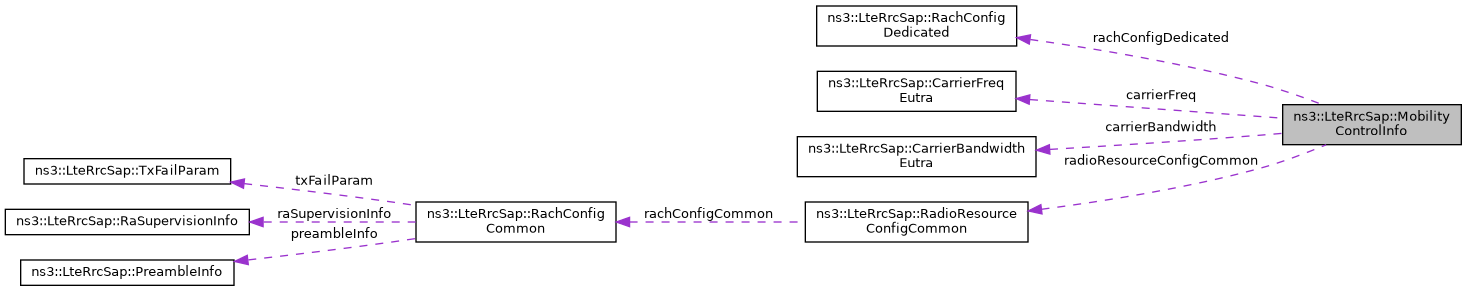 ns3::LteRrcSap::RachConfig
Dedicated
rachConfigDedicated
ns3::LteRrcSap::CarrierFreq
Eutra
carrierFreq
ns3::LteRrcSap::Mobility
ControlInfo
carrierBandwidth
ns3::LteRrcSap::CarrierBandwidth
Eutra
radioResourceConfigCommon
ns3::LteRrcSap::TxFailParam
txFailParam
ns3::LteRrcSap::RaSupervisionInfo
raSupervisionInfo
preambleInfo
ns3::LteRrcSap::RachConfig
Common
rachConfigCommon
ns3::LteRrcSap::RadioResource
ConfigCommon
ns3::LteRrcSap::PreambleInfo